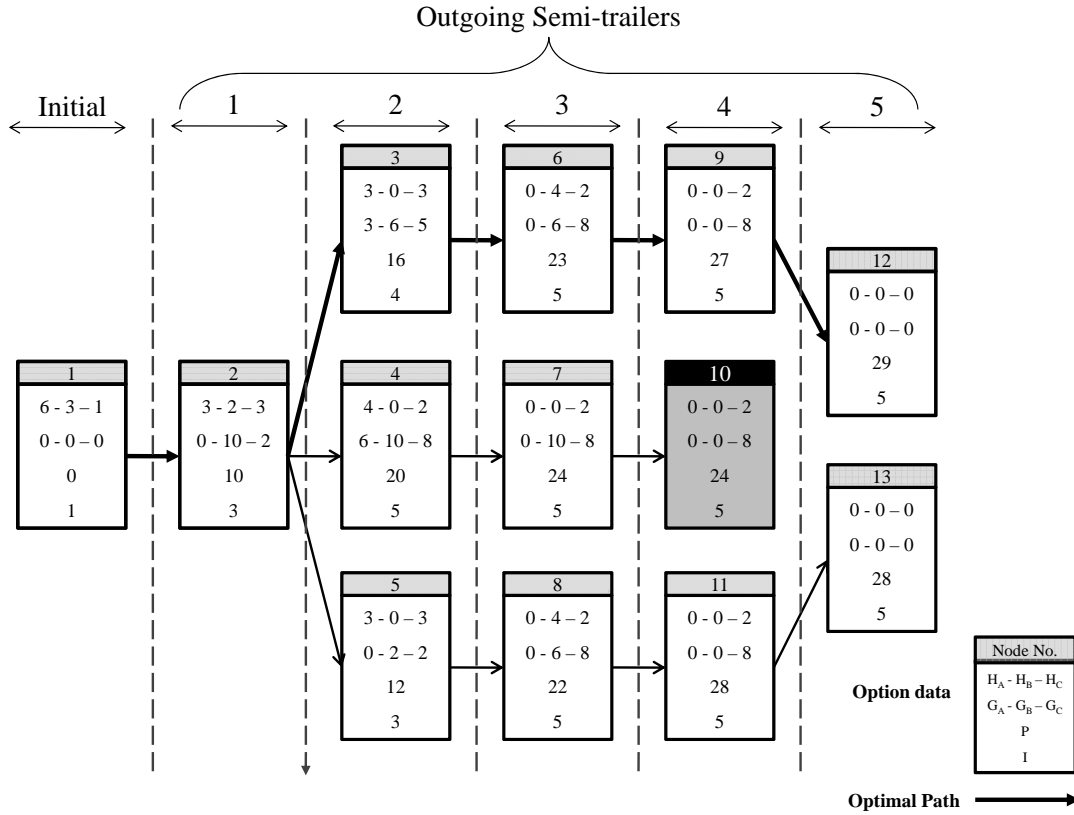 Outgoing Semi-trailers
Initial
1
2
3
4
5
1
6 - 3 – 1
0 - 0 – 0
0
1
2
3 - 2 – 3
0 - 10 – 2
10
3
3
3 - 0 – 3
3 - 6 – 5
16
4
4
4 - 0 – 2
6 - 10 – 8
20
5
5
3 - 0 – 3
0 - 2 – 2
12
3
6
0 - 4 – 2
0 - 6 – 8
23
5
7
0 - 0 – 2
0 - 10 – 8
24
5
8
0 - 4 – 2
0 - 6 – 8
22
5
9
0 - 0 – 2
0 - 0 – 8
27
5
10
0 - 0 – 2
0 - 0 – 8
24
5
11
0 - 0 – 2
0 - 0 – 8
28
5
12
0 - 0 – 0
0 - 0 – 0
29
5
13
0 - 0 – 0
0 - 0 – 0
28
5
Option data
Node No.
H_A - H_B – H_C
G_A - G_B – G_C
P
I
Optimal Path